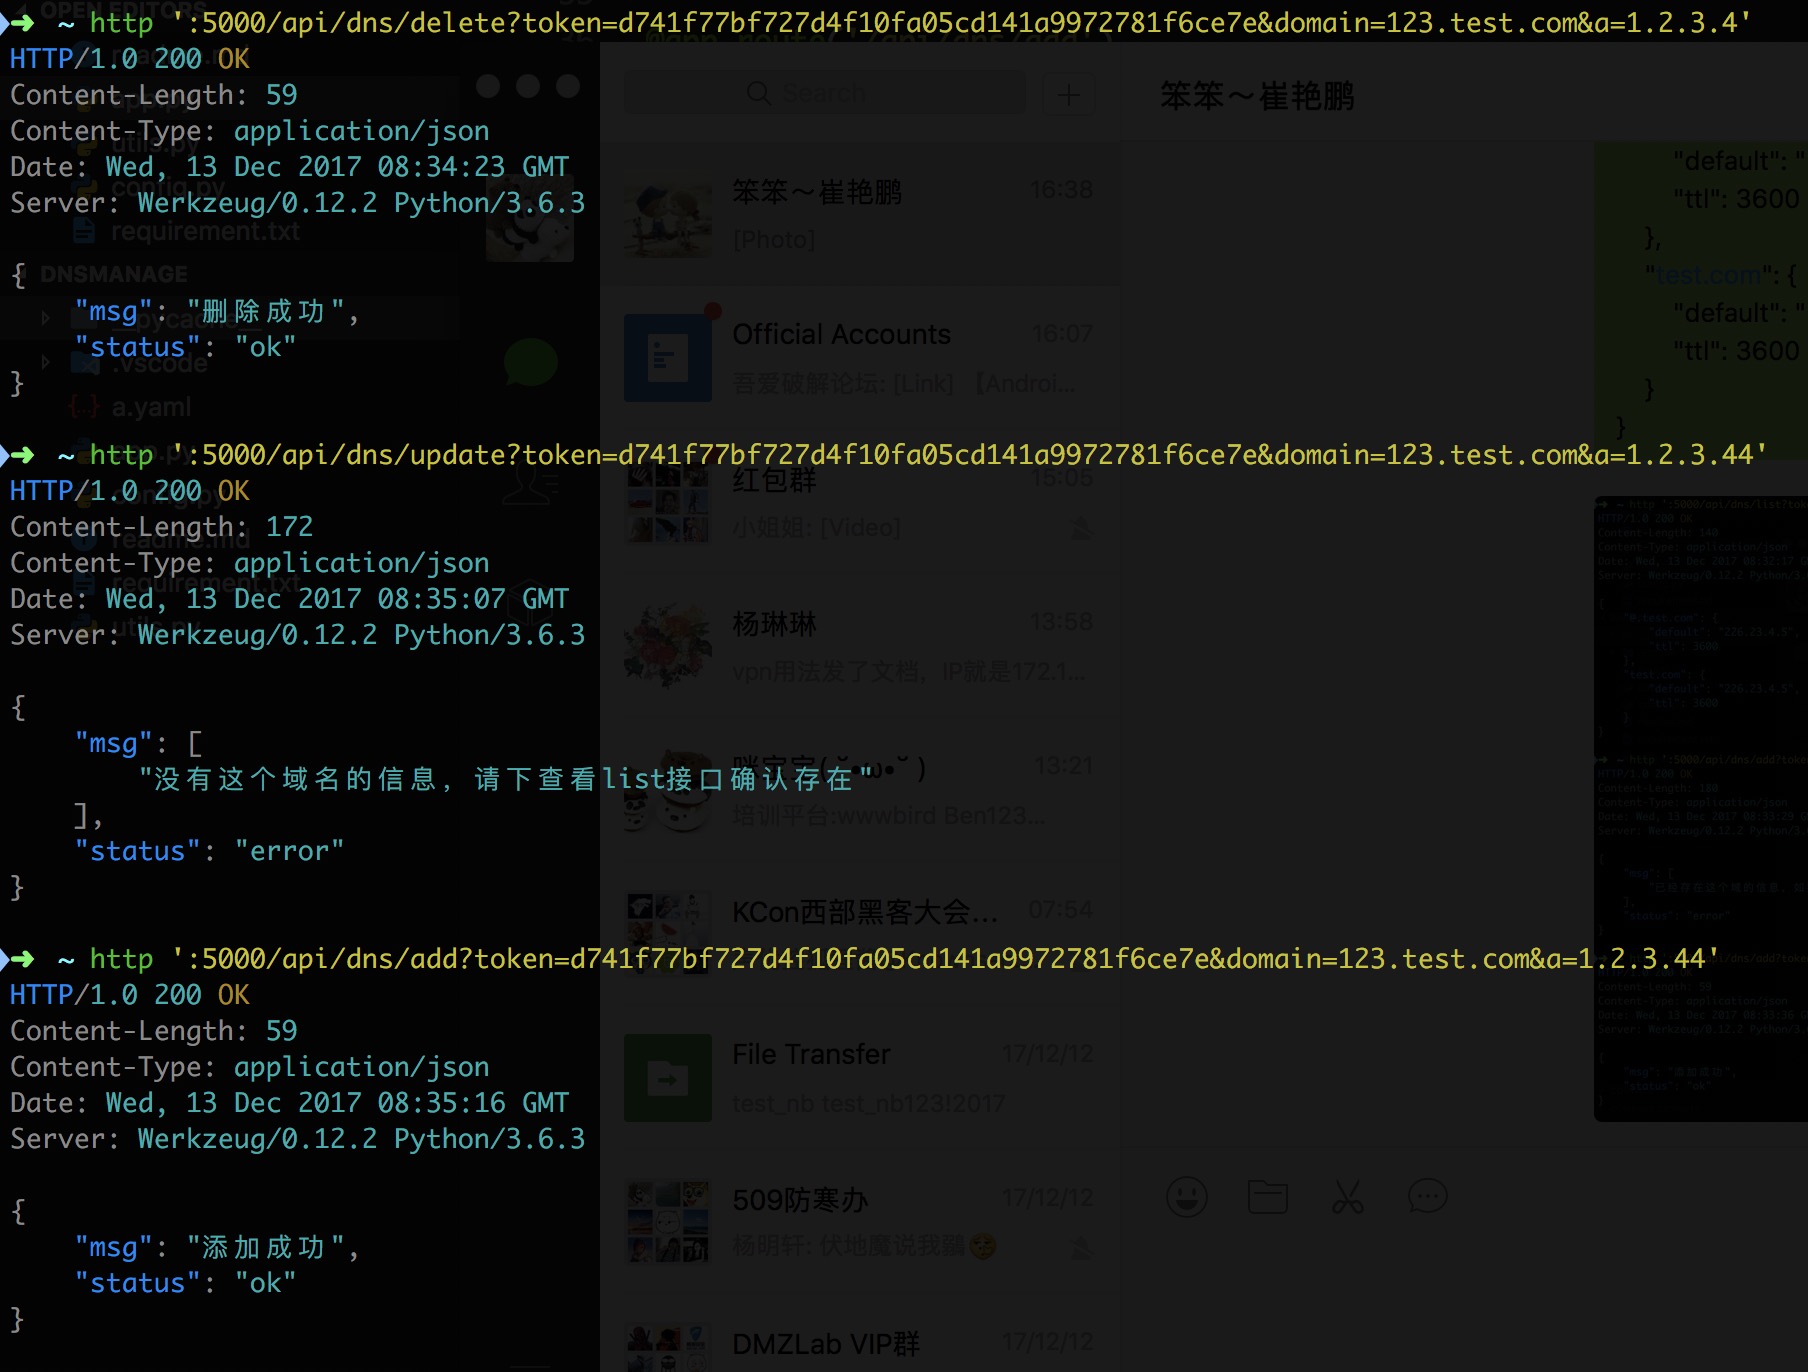 ➜ ~ http ':5000/api/dns/delete?token=d741f77bf727d4f10fa05cd141a9972781f6ce7e&domain=123.test.com&a=1.2.3.4'
HTTP/1.0 200 OK
Content-Length: 59
Content-Type: application/json
Date: Wed, 13 Dec 2017 08:34:23 GMT
Server: Werkzeug/0.12.2 Python/3.6.3
{
"msg": "删除成功",
"status": "ok"
}
➜ ~ http ':5000/api/dns/update?token=d741f77bf727d4f10fa05cd141a9972781f6ce7e&domain=123.test.com&a=1.2.3.44'
HTTP/1.0 200 OK
Content-Length: 172
Content-Type: application/json
Date: Wed, 13 Dec 2017 08:35:07 GMT
Server: Werkzeug/0.12.2 Python/3.6.3
{
"msg": [
"没有这个域名的信息, 请下查看list接口确认存在"
],
"status": "error"
}
➜ ~ http ':5000/api/dns/add?token=d741f77bf727d4f10fa05cd141a9972781f6ce7e&domain=123.test.com&a=1.2.3.44'
HTTP/1.0 200 OK
Content-Length: 59
Content-Type: application/json
Date: Wed, 13 Dec 2017 08:35:16 GMT
Server: Werkzeug/0.12.2 Python/3.6.3
{
"msg": "添加成功",
"status": "ok"
}
OPEN EDITORS
utils.py
config.py
requirement.txt
DNSMANAGE
__pycache__
.vscode
a.yaml
app.py
config.py
readme.md
requirement.txt
utils.py
Search
笨笨～崔艳鹏 16:38
[Photo]
Official Accounts 16:07
吾爱破解论坛: [Link] [Androi...
红包群 15:05
小姐姐: [Video]
杨琳琳 13:58
vpn用法发了文档，IP就是172.1...
13:21
培训平台:wwwbird Ben123...
KCon西部黑客大会... 07:54
File Transfer 17/12/12
test_nb test_nb123!2017
509防寒办 17/12/12
杨明轩: 伏地魔说我
DMZLab VIP群 17/12/12
笨笨～崔艳鹏
"default": "
"ttl": 3600
},
"test.com": {
"default": "
"ttl": 3600
}
}